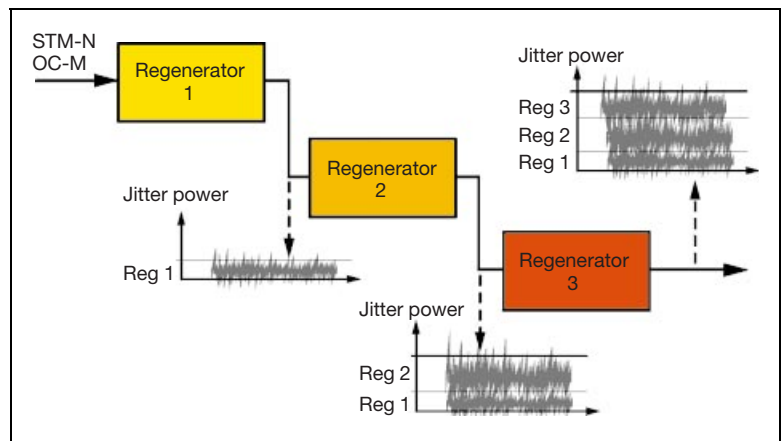 STM-N
OC-M
Regenerator
1
Jitter power
Reg 3
Reg 2
Reg 1
Regenerator
2
Jitter power
Reg 1
Regenerator
3
Jitter power
Reg 2
Reg 1